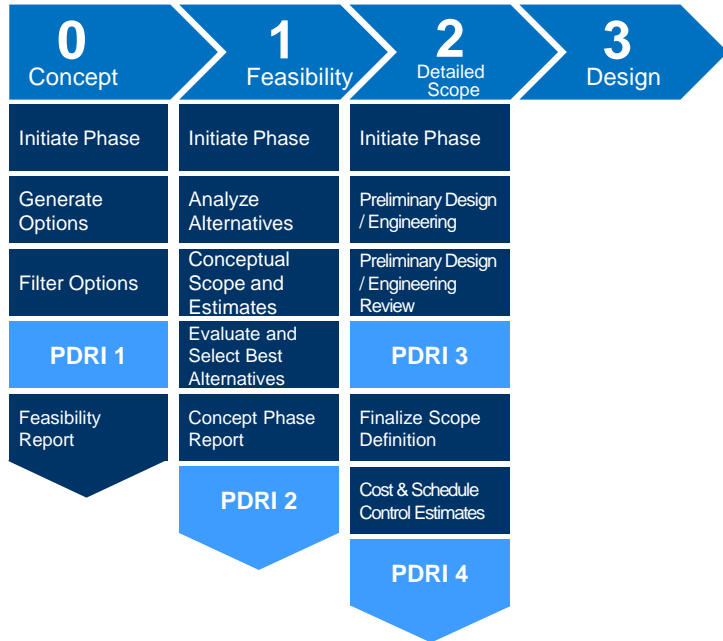 0
Concept
1
Feasibility
2
Detailed
Scope
3
Design
Initiate Phase
Generate
Options
Filter Options
PDRI 1
Feasibility
Report
Initiate Phase
Analyze
Alternatives
Conceptual
Scope and
Estimates
Evaluate and
Select Best
Alternatives
Concept Phase
Report
PDRI 2
Initiate Phase
Preliminary Design
/ Engineering
Preliminary Design
/ Engineering
Review
PDRI 3
Finalize Scope
Definition
Cost & Schedule
Control Estimates
PDRI 4